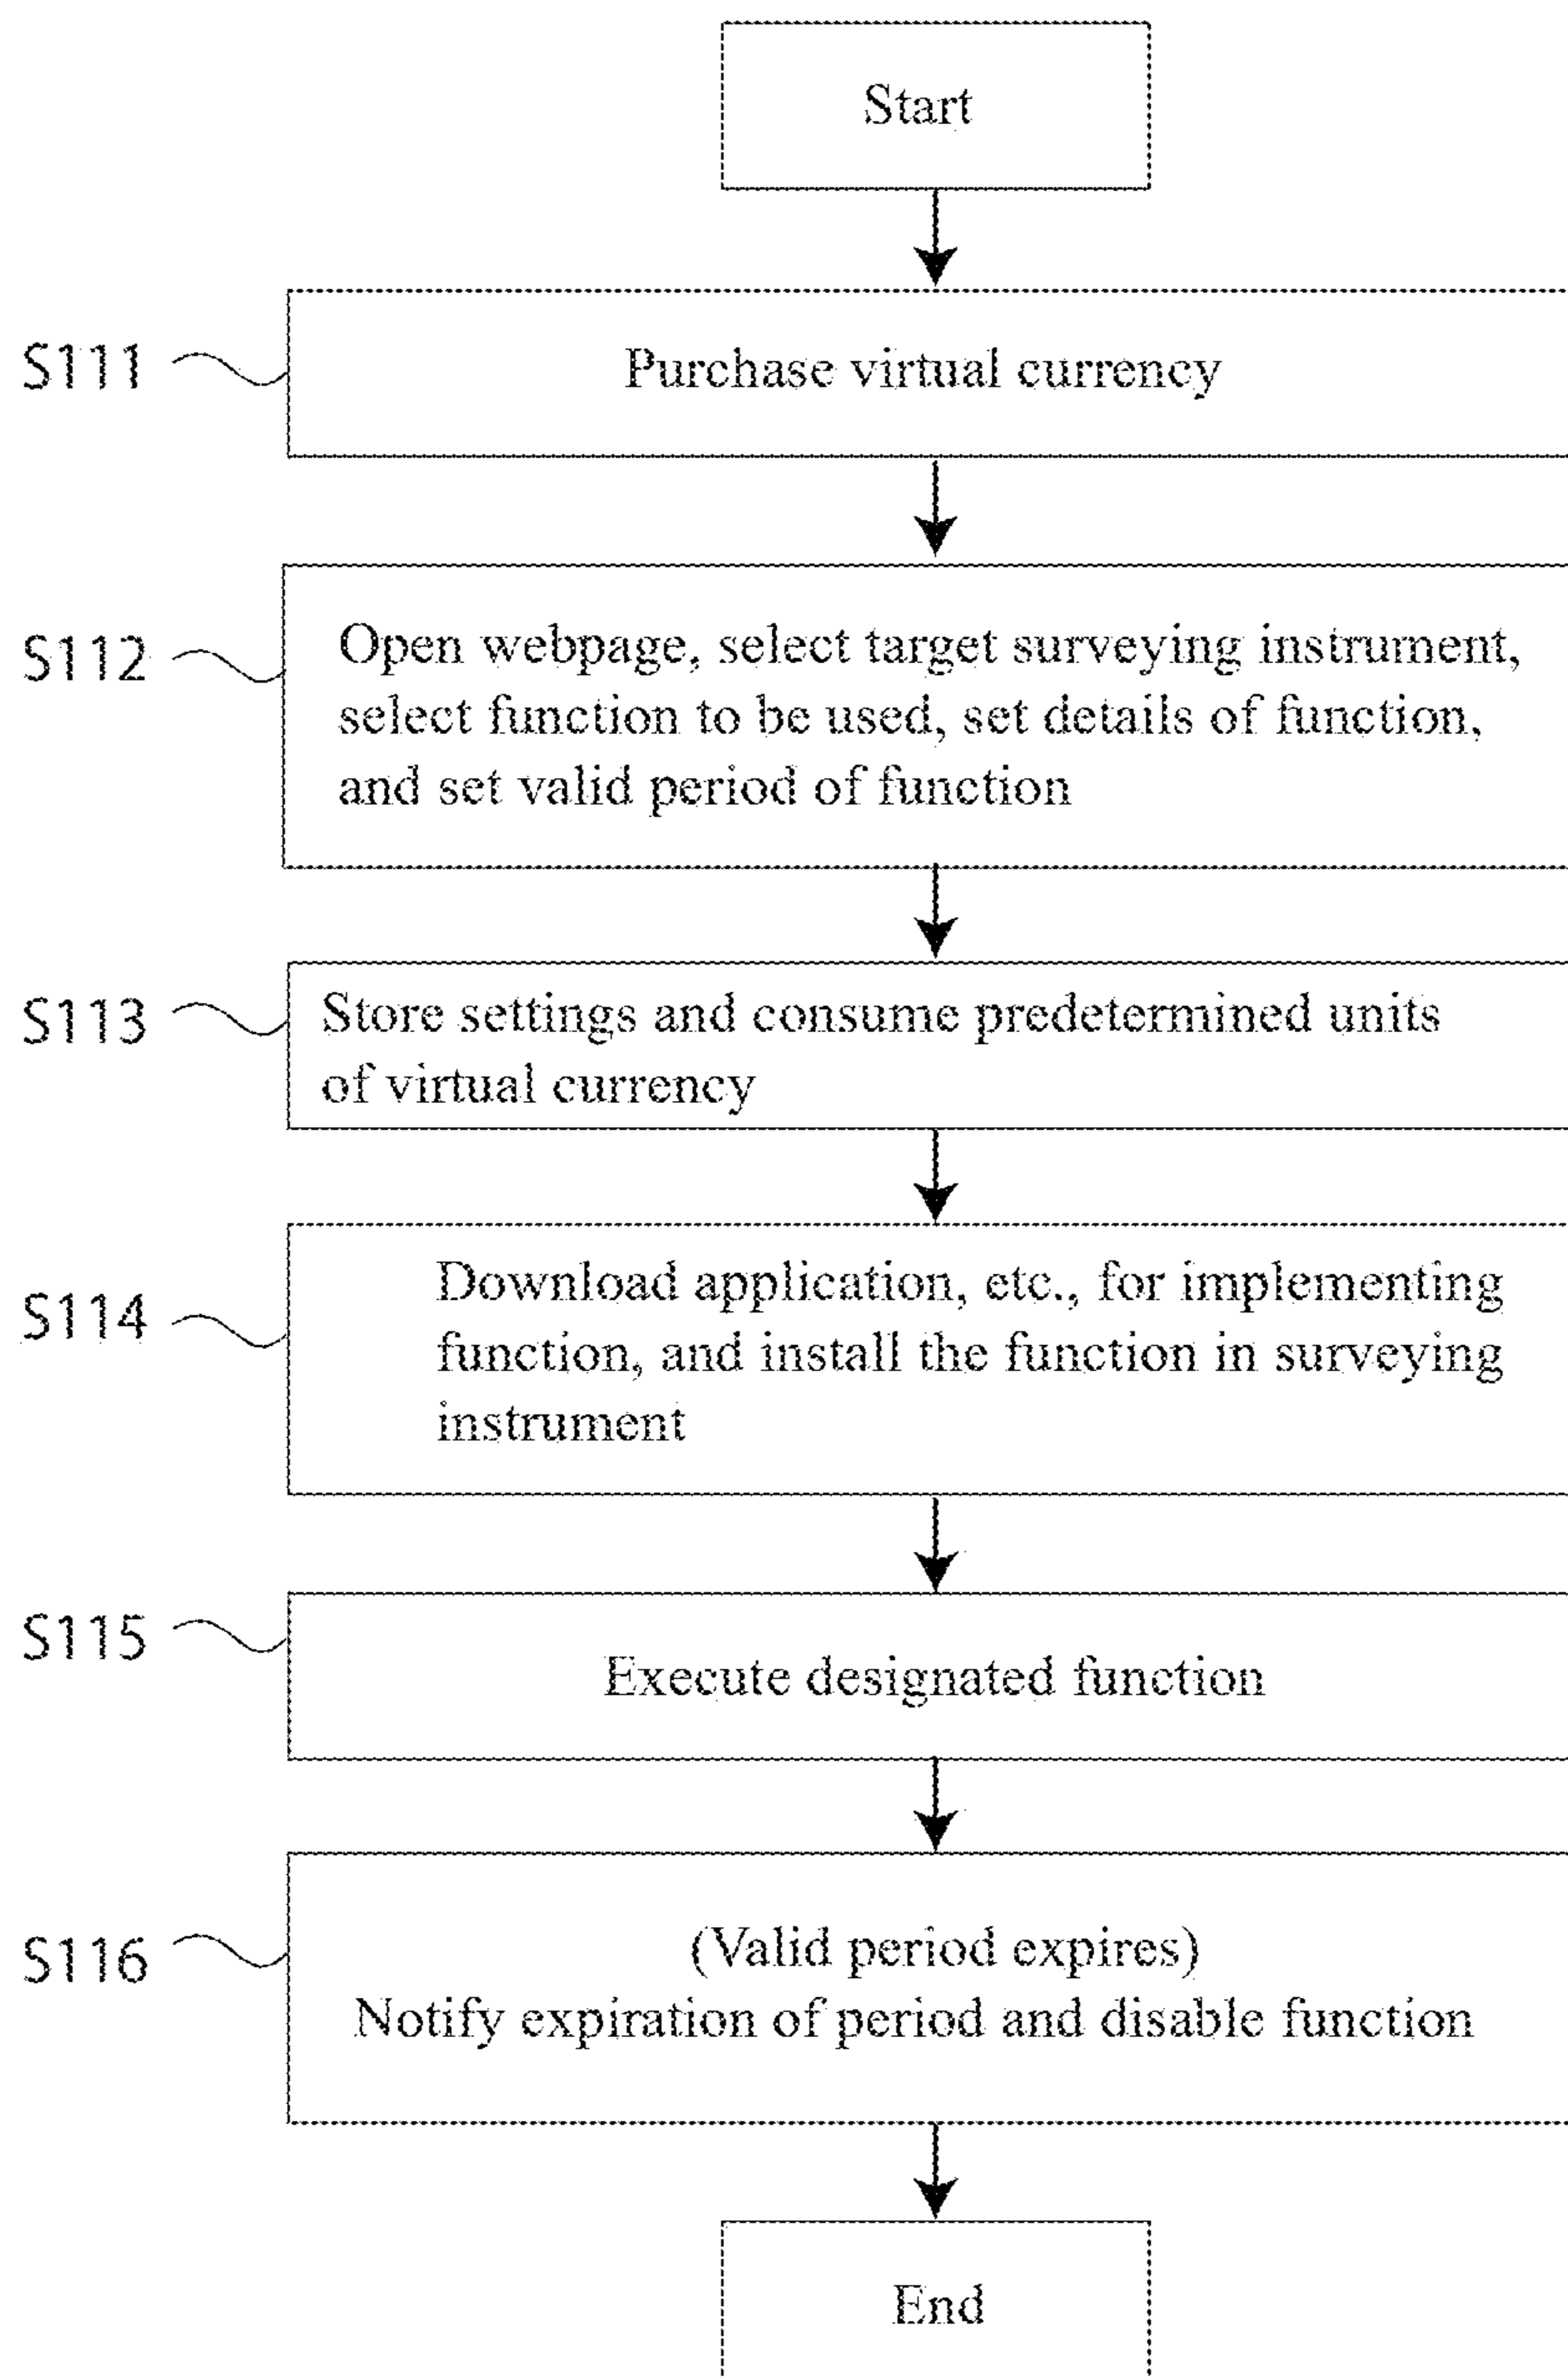 Start
S111
Purchase virtual currency
S112
Open webpage, select target surveying instrument,
select function to be used, set details of function,
and set valid period of function
S113
Store settings and consume predetermined units
of virtual currency
S114
Download application, etc., for implementing
function, and install the function in surveying
instrument
S115
Execute designated function
S116
(Valid period expires)
Notify expiration of period and disable function
End